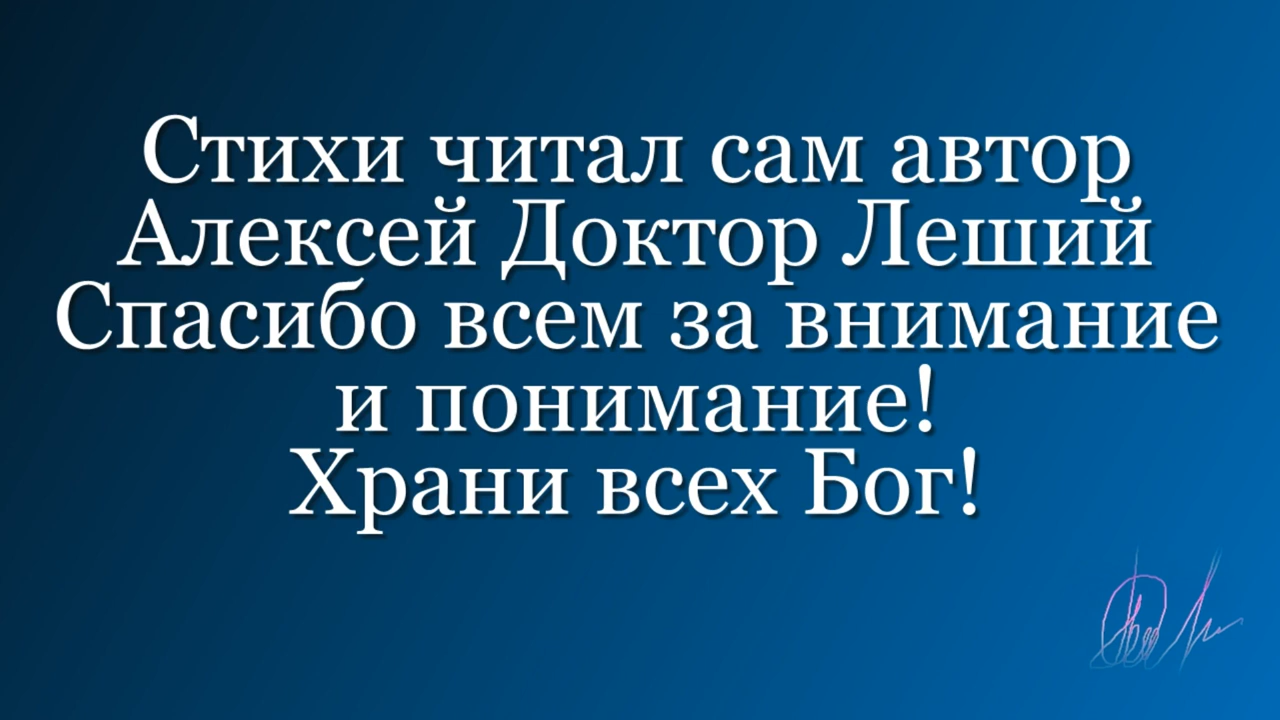 Стихи читал сам автор
Алексей Доктор Леший
Спасибо всем за внимание
и понимание!
Храни всех Бог!